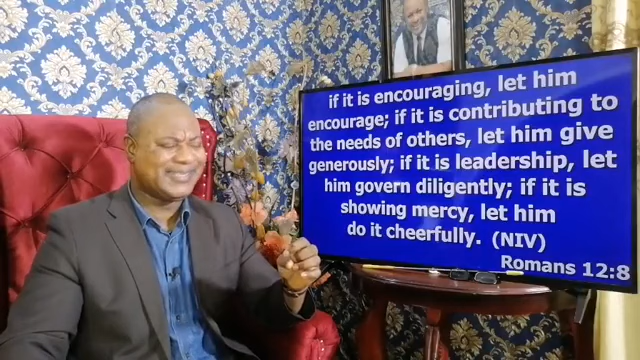 if it is encouraging, let him
encourage; if it is contributing to
the needs of others, let him give
generously; if it is leadership, let
him govern diligently; if it is
showing mercy, let him
do it cheerfully. (NIV)
Romans 12:8